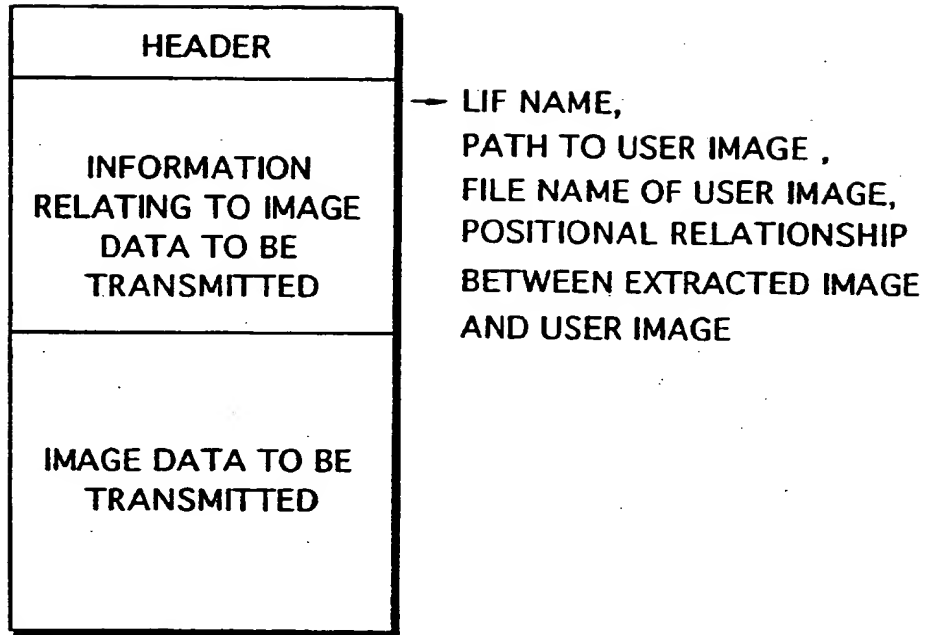 HEADER
INFORMATION
RELATING TO IMAGE
DATA TO BE
TRANSMITTED
LIF NAME,
PATH TO USER IMAGE ,
FILE NAME OF USER IMAGE,
POSITIONAL RELATIONSHIP
BETWEEN EXTRACTED IMAGE
AND USER IMAGE
IMAGE DATA TO BE
TRANSMITTED